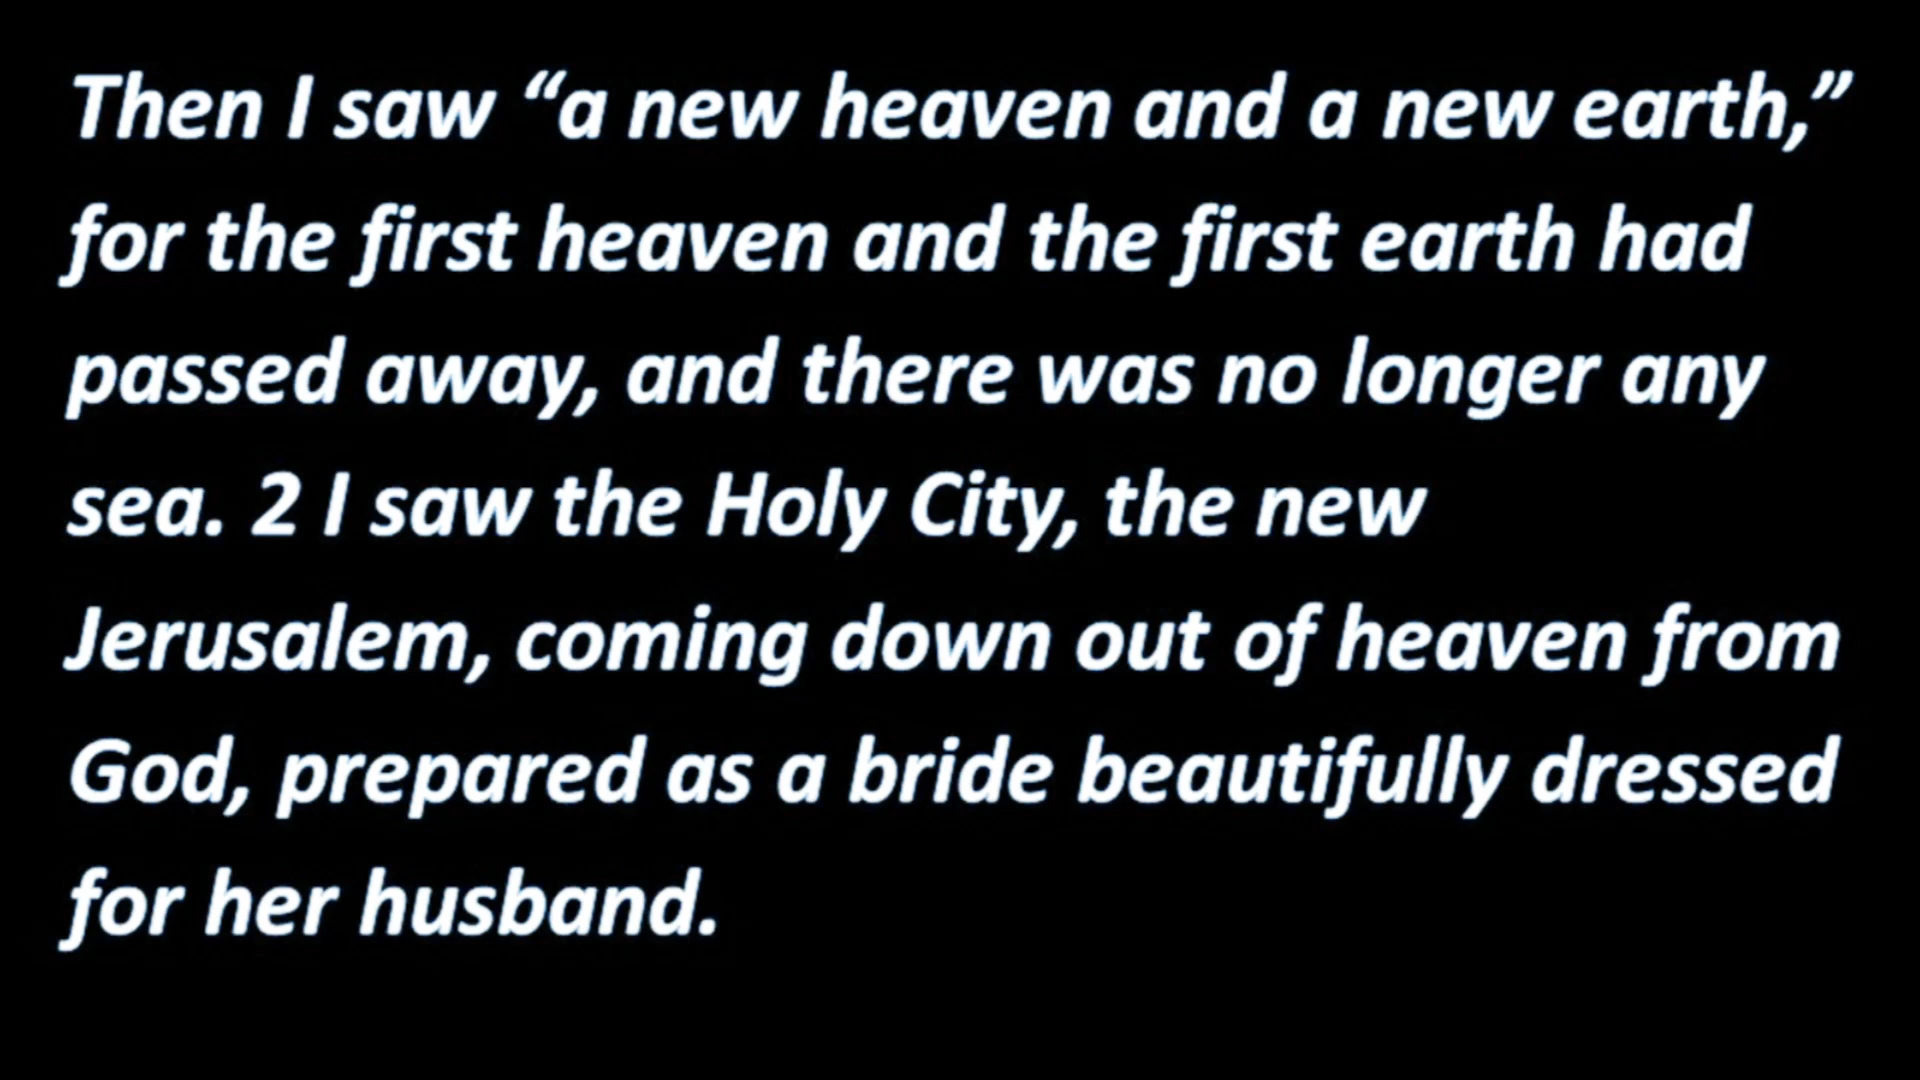 Then I saw “a new heaven and a new earth,”
for the first heaven and the first earth had
passed away, and there was no longer any
sea. 2 I saw the Holy City, the new
Jerusalem, coming down out of heaven from
God, prepared as a bride beautifully dressed
for her husband.